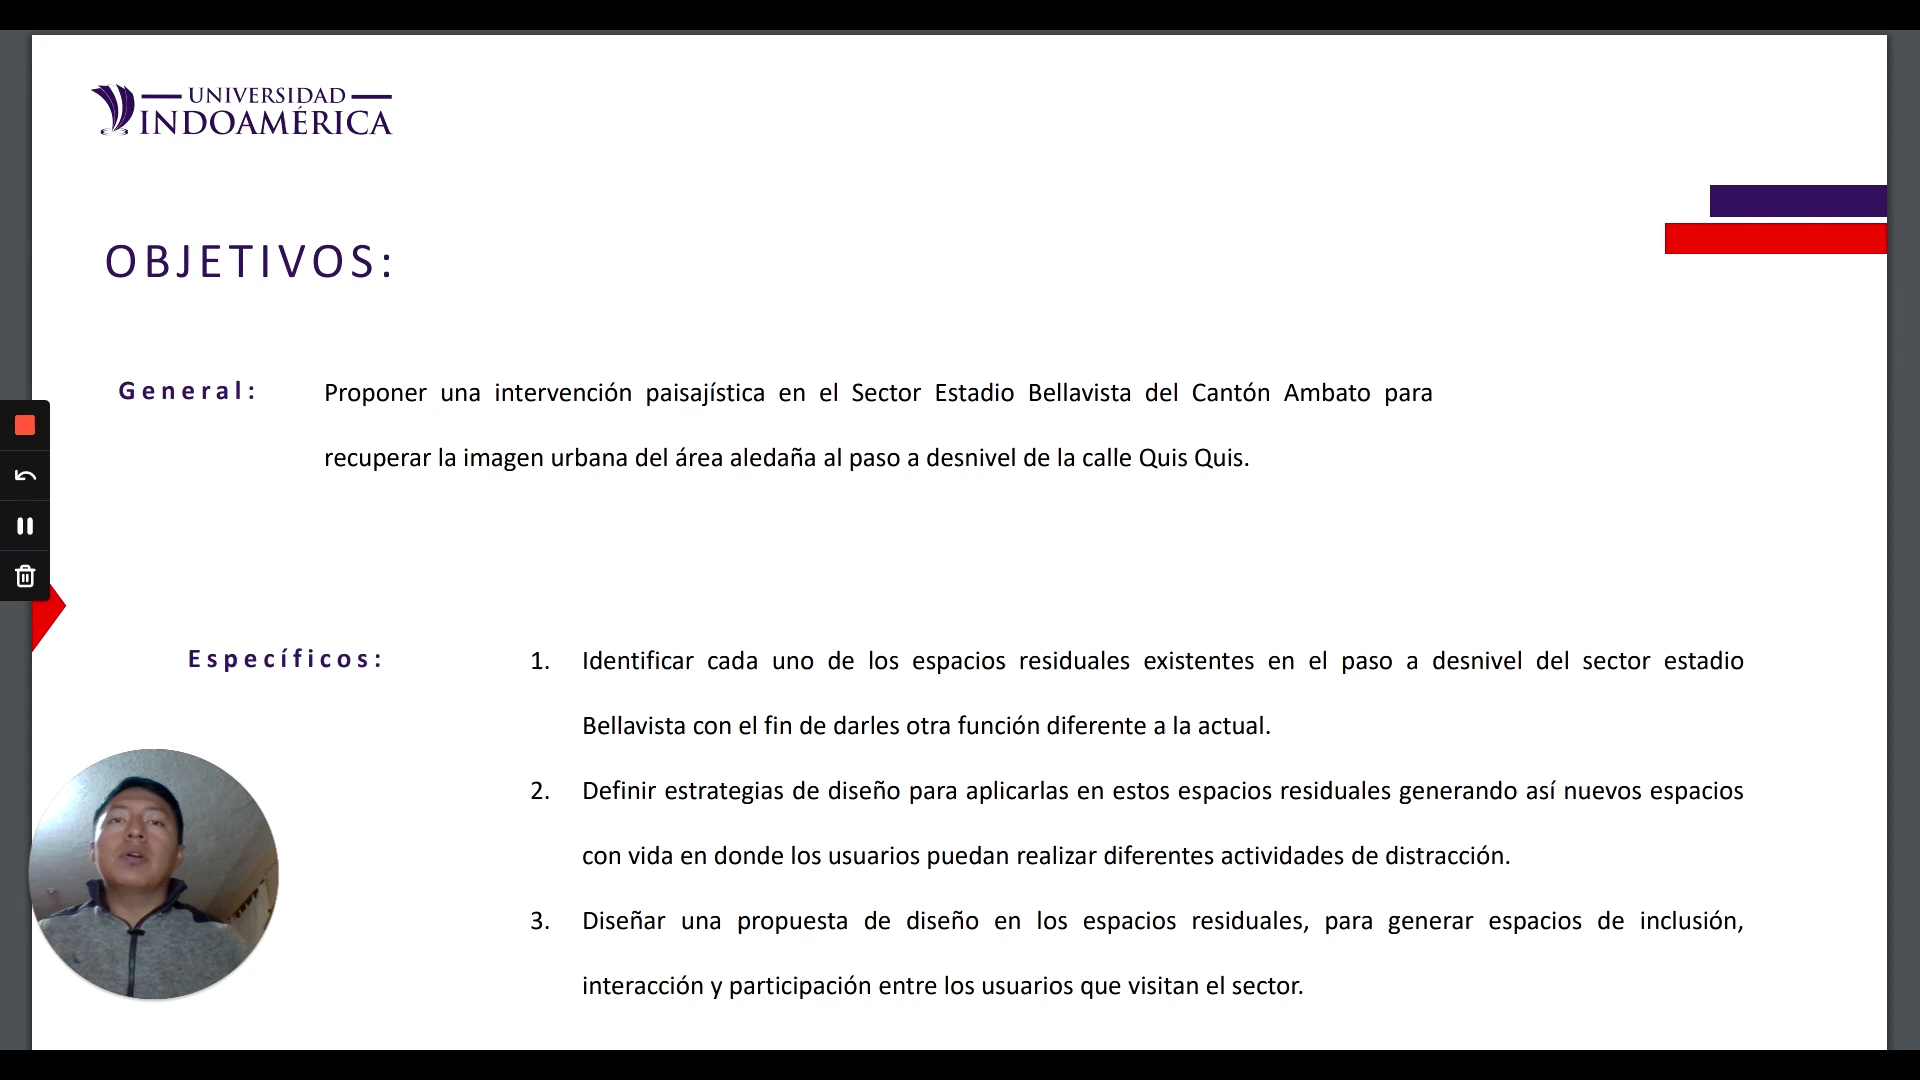 UNIVERSIDAD
INDOAMÉRICA
OBJETIVOS:
General:
Proponer una intervención paisajística en el Sector Estadio Bellavista del Cantón Ambato para
recuperar la imagen urbana del área aledaña al paso a desnivel de la calle Quis Quis.
Específicos:
1. Identificar cada uno de los espacios residuales existentes en el paso a desnivel del sector estadio
Bellavista con el fin de darles otra función diferente a la actual.
2. Definir estrategias de diseño para aplicarlas en estos espacios residuales generando así nuevos espacios
con vida en donde los usuarios puedan realizar diferentes actividades de distracción.
3. Diseñar una propuesta de diseño en los espacios residuales, para generar espacios de inclusión,
interacción y participación entre los usuarios que visitan el sector.